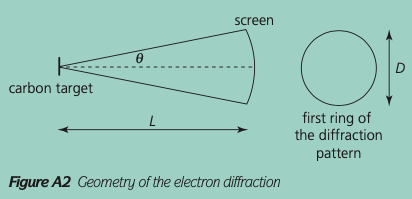 screen
θ
carbon target
L
D
first ring of
the diffraction
pattern
Figure A2 Geometry of the electron diffraction